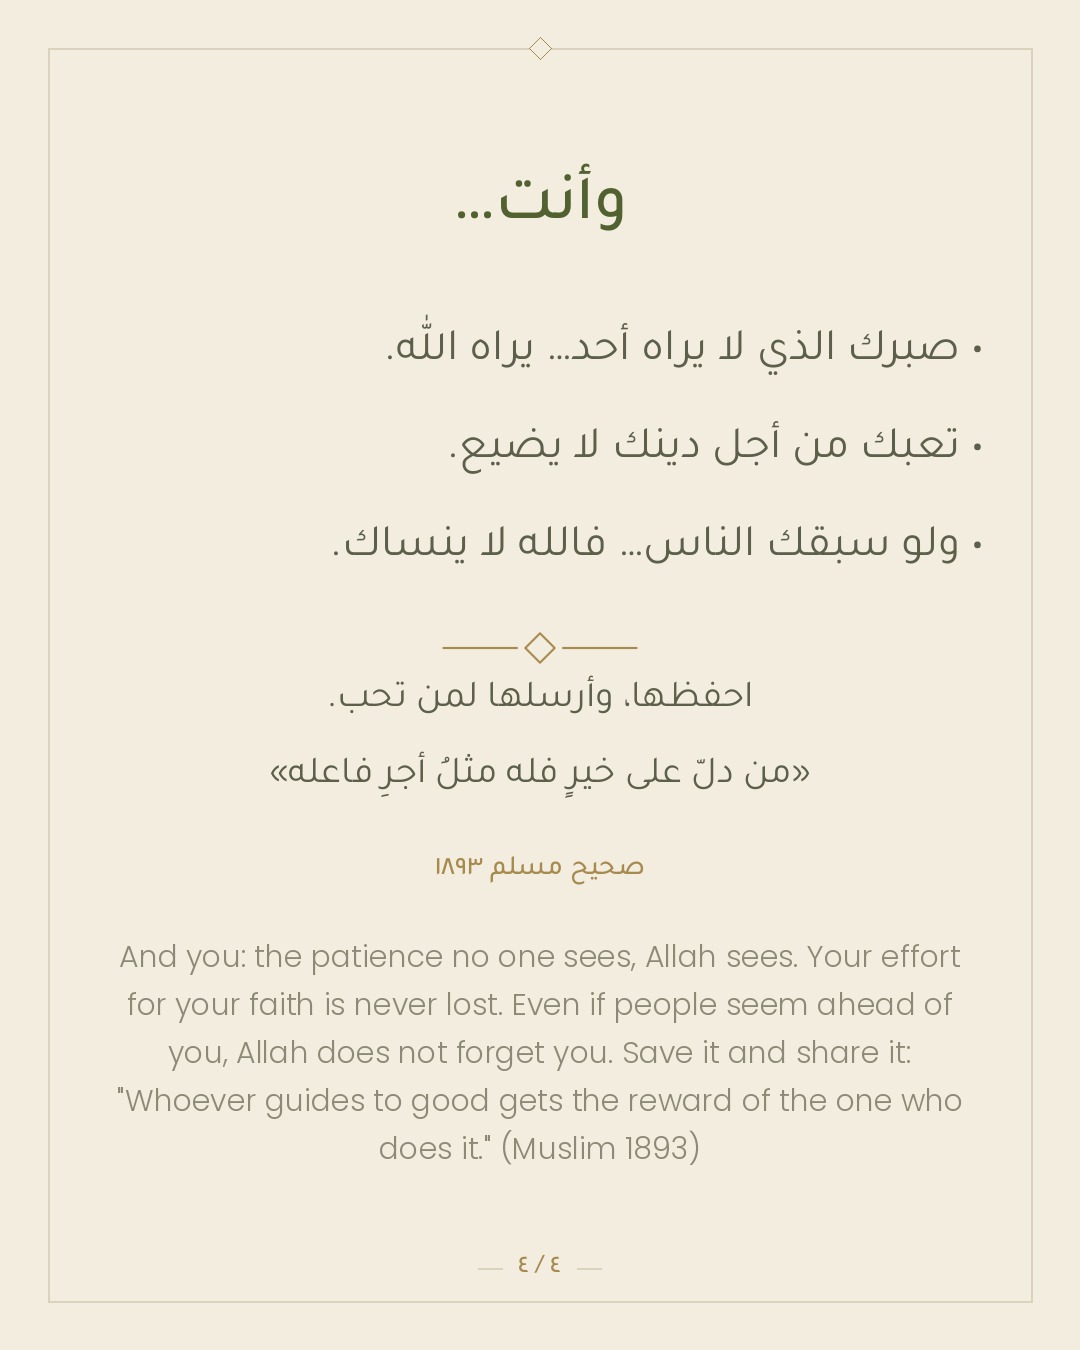 وأنت...
• صبرك الذي لا يراه أحد... يراه الله.
• تعبك من أجل دينك لا يضيع.
• ولو سبقك الناس... فالله لا ينساك.
احفظها، وأرسلها لمن تحب.
«من دلّ على خيرٍ فله مثلُ أجرِ فاعله»
صحيح مسلم ١٨٩٣
And you: the patience no one sees, Allah sees. Your effort
for your faith is never lost. Even if people seem ahead of
you, Allah does not forget you. Save it and share it:
"Whoever guides to good gets the reward of the one who
does it." (Muslim 1893)
٤ / ٤